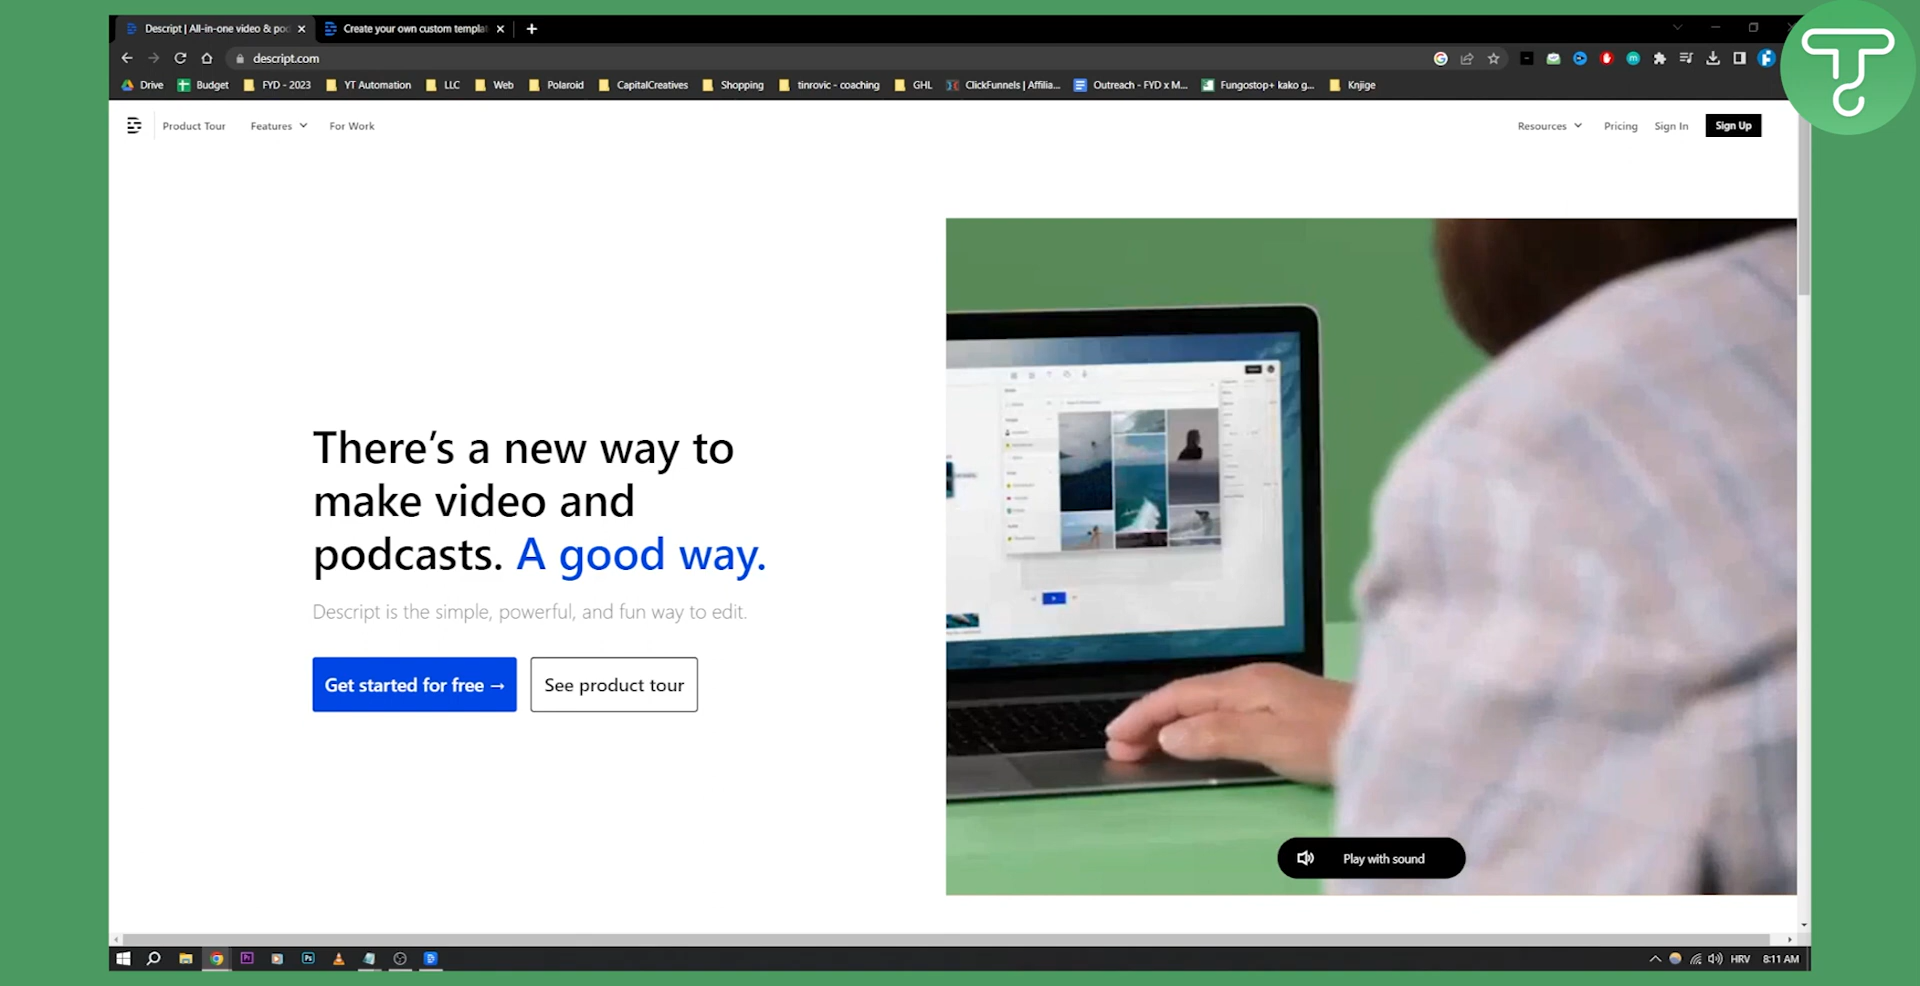 Descript | All-in-one video & poc
Create your own custom templa
descript.com
Drive
Budget
FYD - 2023
YT Automation
LLC
Web
Polaroid
CapitalCreatives
Shopping
tinrovic - coaching
GHL
ClickFunnels | Affilia...
Outreach - FYD x M...
Fungostop+ kako g...
Knjige
Product Tour
Features
For Work
Resources
Pricing
Sign In
Sign Up
There's a new way to
make video and
podcasts. A good way.
Descript is the simple, powerful, and fun way to edit.
Get started for free →
See product tour
Play with sound
HRV
8:11 AM